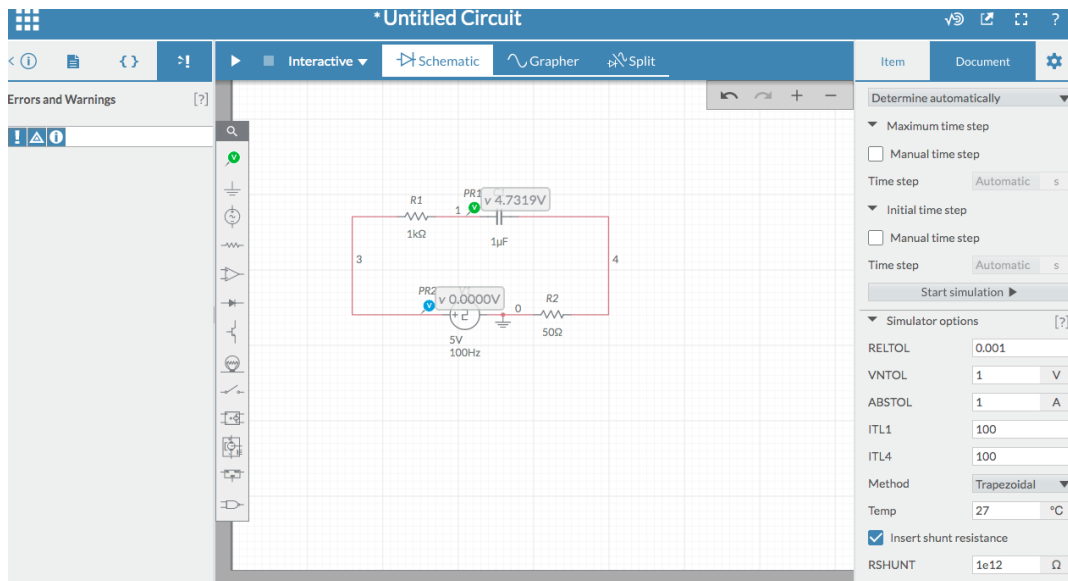 *Untitled Circuit
?
{}
Interactive
Schematic
Grapher
Split
Item
Document
Errors and Warnings
[?]
Determine automatically
Maximum time step
Manual time step
Time step
Automatic
s
Initial time step
Manual time step
Time step
Automatic
s
Start simulation
Simulator options
[?]
RELTOL
0.001
VNTOL
1
V
ABSTOL
1
A
ITL1
100
ITL4
100
Method
Trapezoidal
Temp
27
°C
Insert shunt resistance
RSHUNT
1e12
Ω
R1
1kΩ
PR1
1
v 4.7319V
1µF
3
4
PR2
v 0.0000V
0
R2
50Ω
5V
100Hz